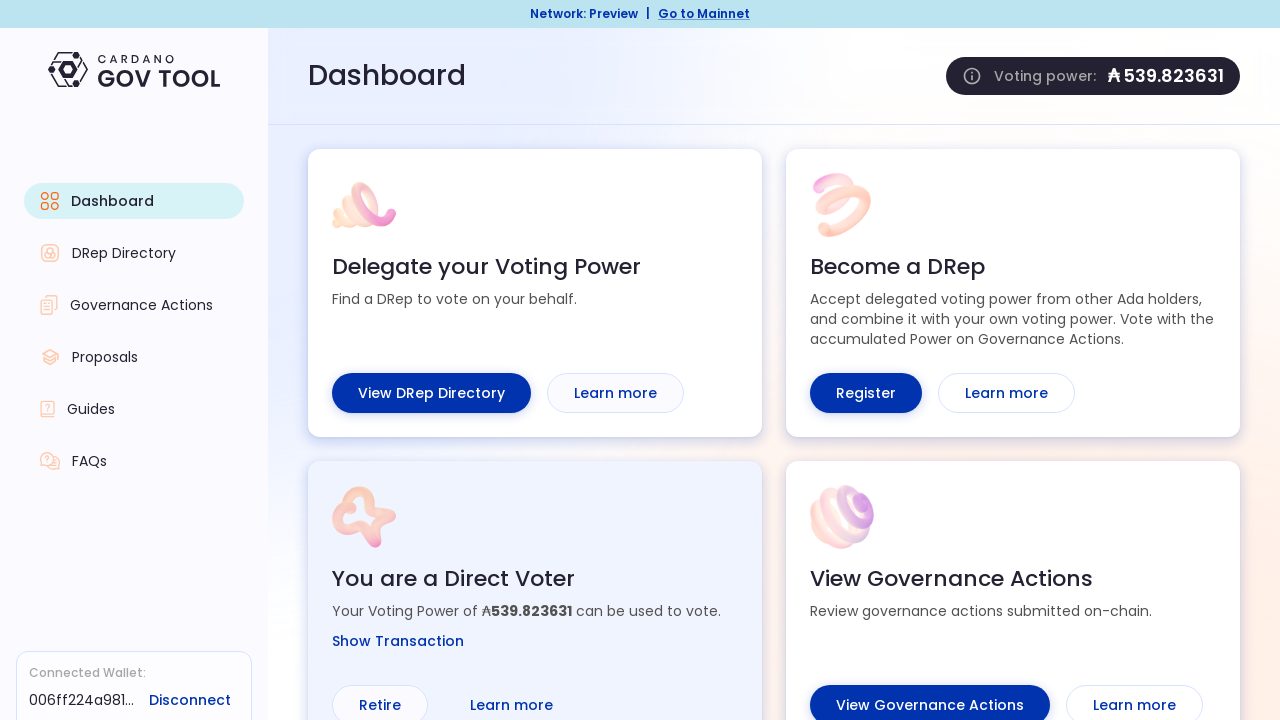 Network: Preview | Go to Mainnet
CARDANO
GOV TOOL
Dashboard
DRep Directory
Governance Actions
Proposals
Guides
FAQs
Connected Wallet:
006ff224a981... Disconnect
Dashboard
Voting power: ₳ 539.823631
Delegate your Voting Power
Find a DRep to vote on your behalf.
View DRep Directory
Learn more
Become a DRep
Accept delegated voting power from other Ada holders,
and combine it with your own voting power. Vote with the
accumulated Power on Governance Actions.
Register
Learn more
You are a Direct Voter
Your Voting Power of ₳539.823631 can be used to vote.
Show Transaction
Retire
Learn more
View Governance Actions
Review governance actions submitted on-chain.
View Governance Actions
Learn more